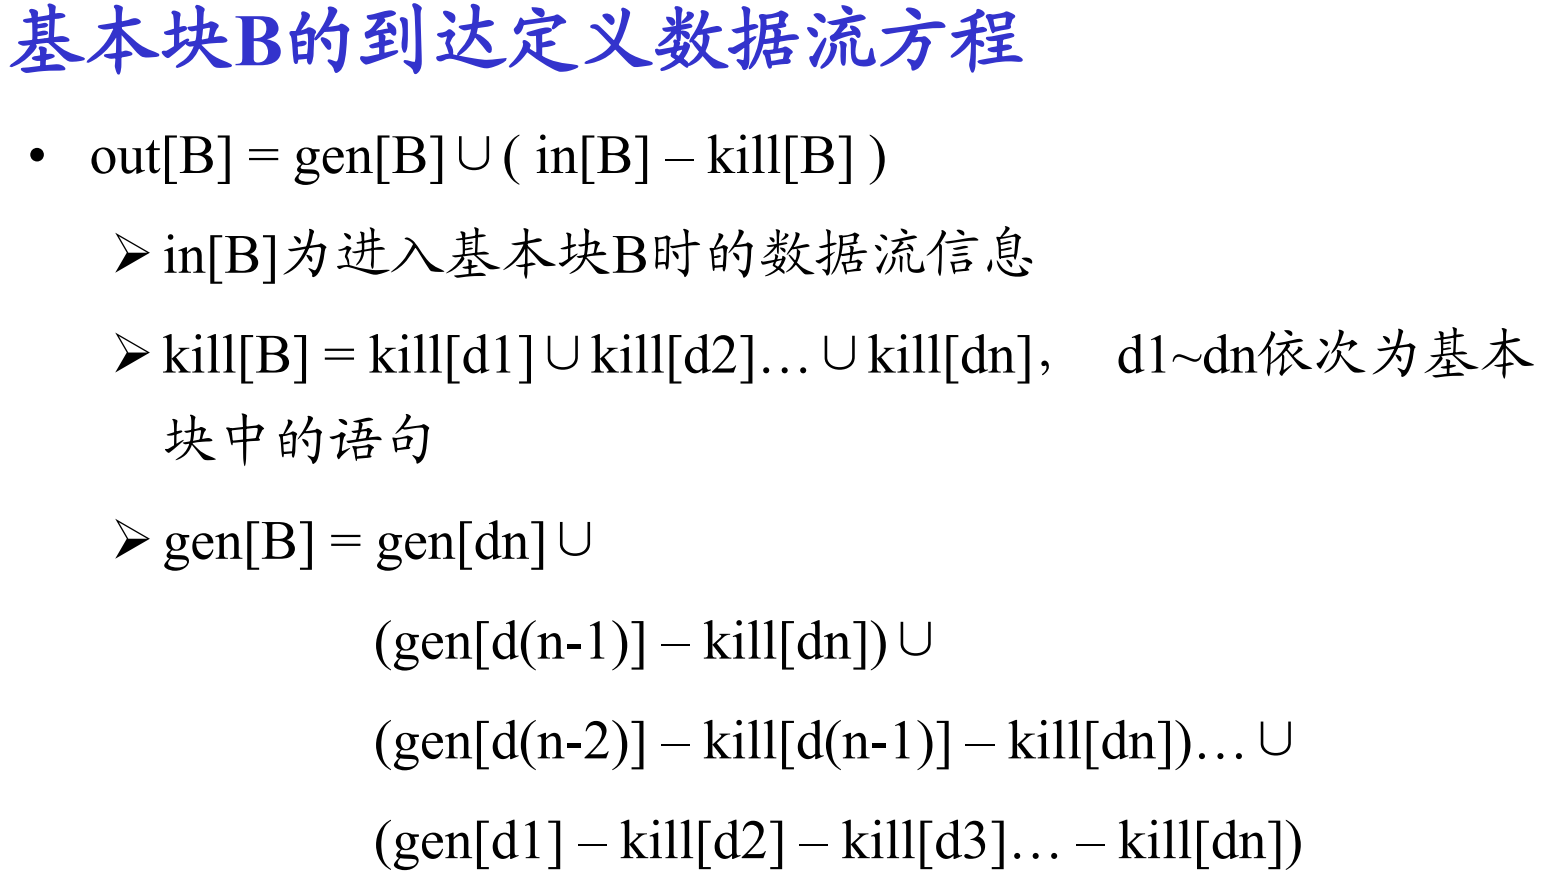 基本块B的到达定义数据流方程
• out[B] = gen[B]∪( in[B] – kill[B] )
➢ in[B]为进入基本块B时的数据流信息
➢ kill[B] = kill[d1]∪kill[d2]…∪kill[dn]， d1~dn依次为基本
块中的语句
➢ gen[B] = gen[dn]∪
(gen[d(n-1)] – kill[dn])∪
(gen[d(n-2)] – kill[d(n-1)] – kill[dn])…∪
(gen[d1] – kill[d2] – kill[d3]… – kill[dn])